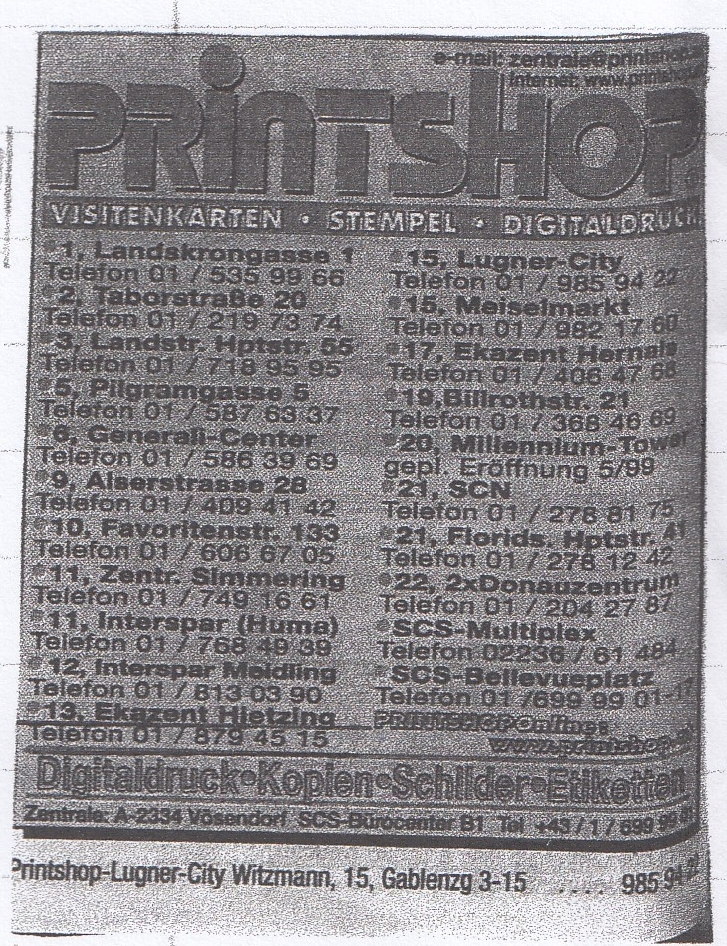 e-mail: zentrale@printshop
Internet: www.printshop
PRINTSHOP
VISITENKARTEN • STEMPEL • DIGITALDRUCK
1, Landskrongasse 1
Telefon 01 / 535 99 66
2, Taborstraße 20
Telefon 01 / 219 73 74
3, Landstr. Hptstr. 55
Telefon 01 / 718 95 95
5, Pilgramgasse 5
Telefon 01 / 587 63 37
6, Generali-Center
Telefon 01 / 586 39 69
9, Alserstrasse 28
Telefon 01 / 409 41 42
10, Favoritenstr. 133
Telefon 01 / 606 67 05
11, Zentr. Simmering
Telefon 01 / 749 16 61
11, Interspar (Huma)
Telefon 01 / 768 49 39
12, Interspar Meidling
Telefon 01 / 813 03 90
13, Ekazent Hietzing
Telefon 01 / 879 45 15
15, Lugner-City
Telefon 01 / 985 94 22
15, Meiselmarkt
Telefon 01 / 982 17 60
17, Ekazent Hernals
Telefon 01 / 406 47 68
19,Billrothstr. 21
Telefon 01 / 368 46 69
20, Millennium-Tower
gepl. Eröffnung 5/99
21, SCN
Telefon 01 / 278 81 75
21, Florids. Hptstr. 41
Telefon 01 / 278 12 42
22, 2xDonauzentrum
Telefon 01 / 204 27 87
SCS-Multiplex
Telefon 02236 / 61 484
SCS-Bellevueplatz
Telefon 01 /699 99 01-17
PRINTSHOPOnlines
www.printshop.at
Digitaldruck•Kopien•Schilder•Etiketten
Zentrale: A-2334 Vösendorf SCS-Bürocenter B1 Tel +43 / 1 / 699 99
Printshop-Lugner-City Witzmann, 15, Gablenzg 3-15 .... 985 94 22